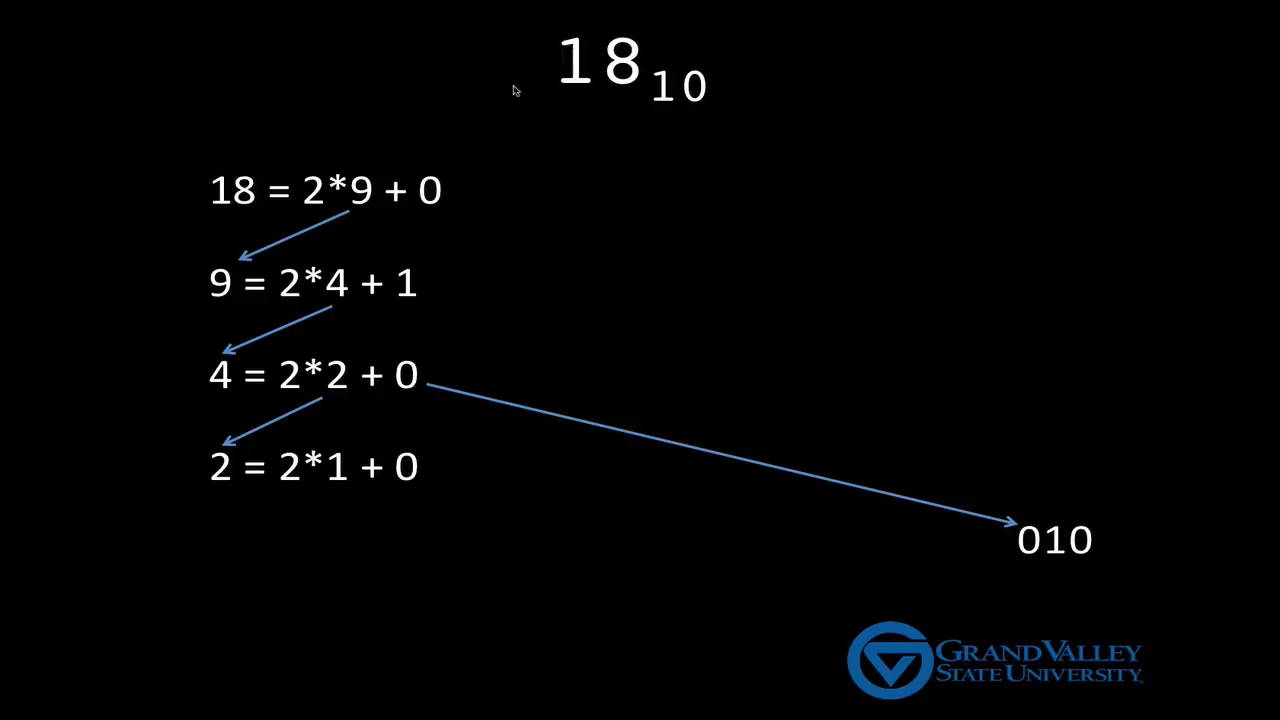 18₁₀
18 = 2*9 + 0
9 = 2*4 + 1
4 = 2*2 + 0
2 = 2*1 + 0
010
GRAND VALLEY
STATE UNIVERSITY